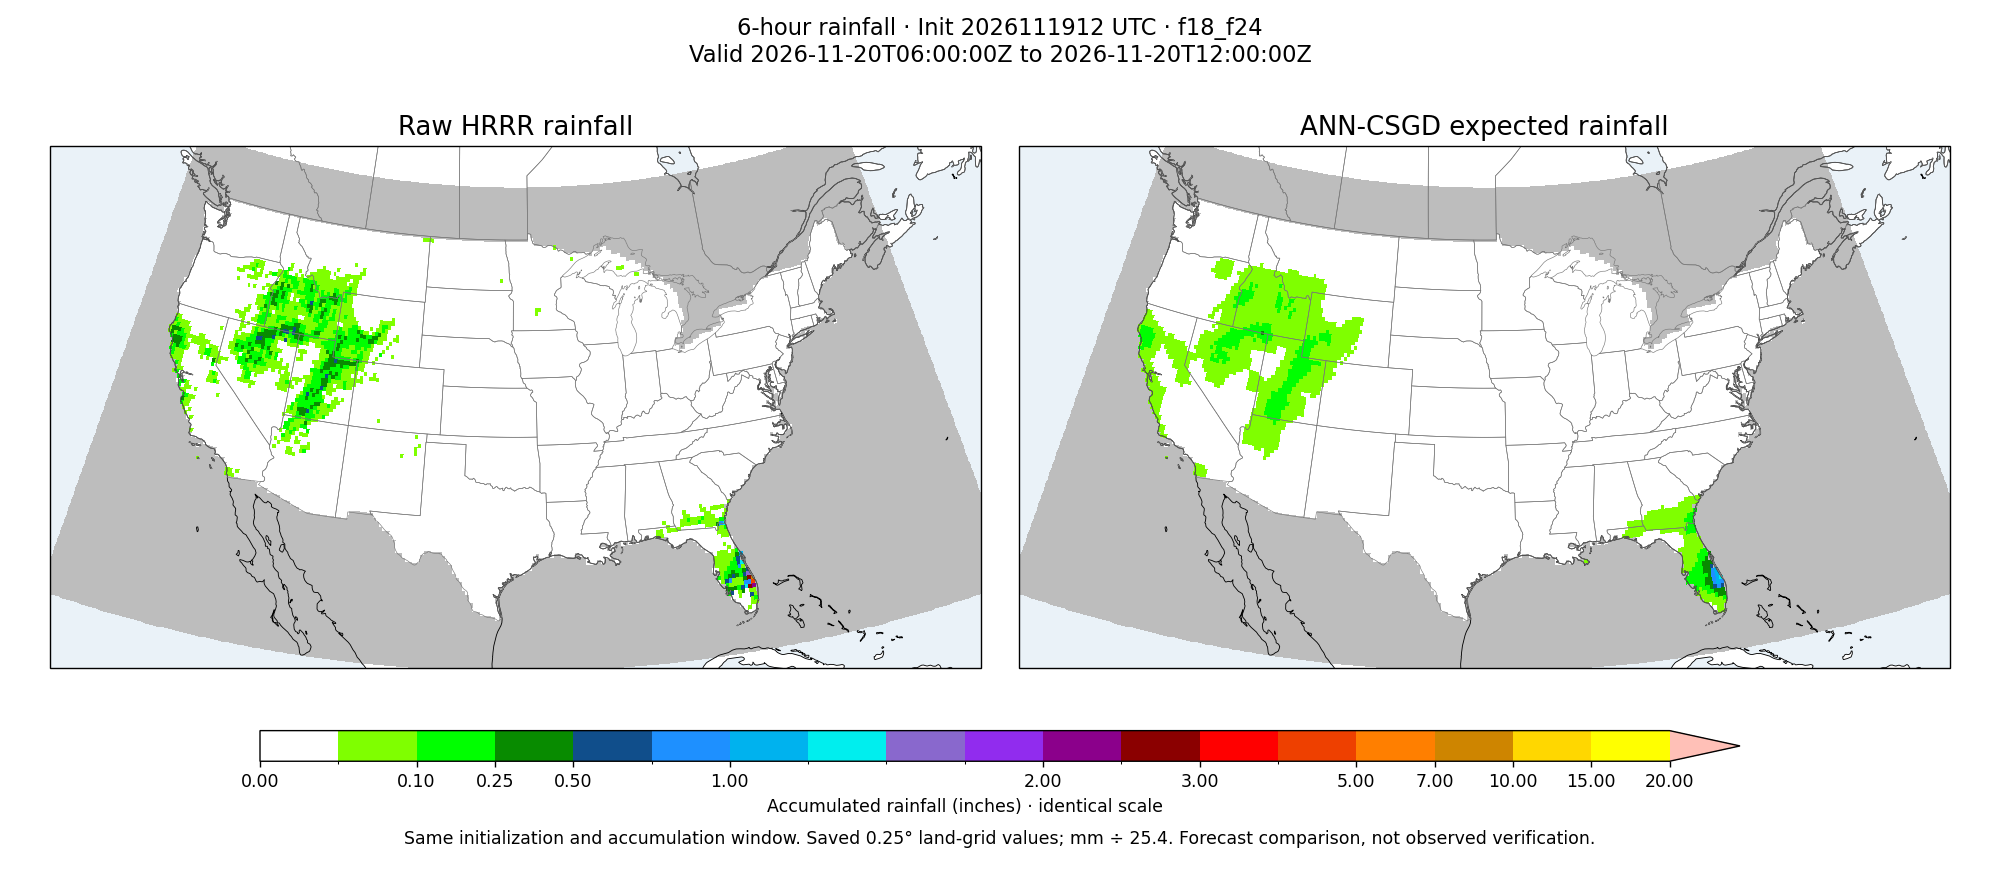 6-hour rainfall · Init 2026111912 UTC · f18_f24
Valid 2026-11-20T06:00:00Z to 2026-11-20T12:00:00Z
Raw HRRR rainfall
ANN-CSGD expected rainfall
0.00 0.10 0.25 0.50 1.00 2.00 3.00 5.00 7.00 10.00 15.00 20.00
Accumulated rainfall (inches) · identical scale
Same initialization and accumulation window. Saved 0.25° land-grid values; mm ÷ 25.4. Forecast comparison, not observed verification.